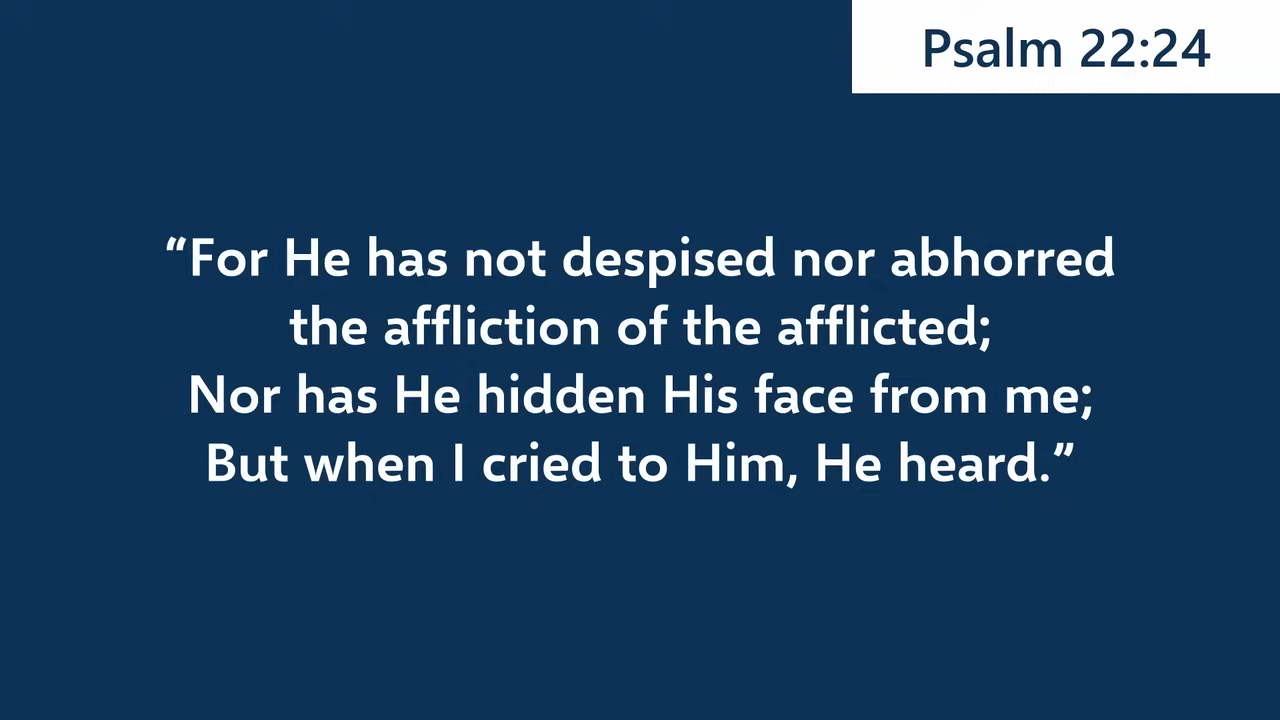 Psalm 22:24
“For He has not despised nor abhorred
the affliction of the afflicted;
Nor has He hidden His face from me;
But when I cried to Him, He heard.”